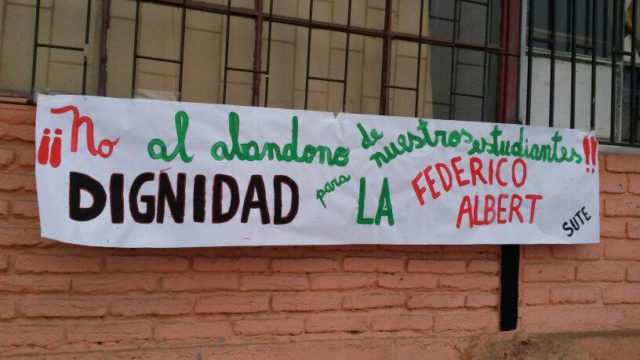 ¡¡No al abandono de nuestros estudiantes!!
DIGNIDAD para LA FEDERICO ALBERT
SUTE